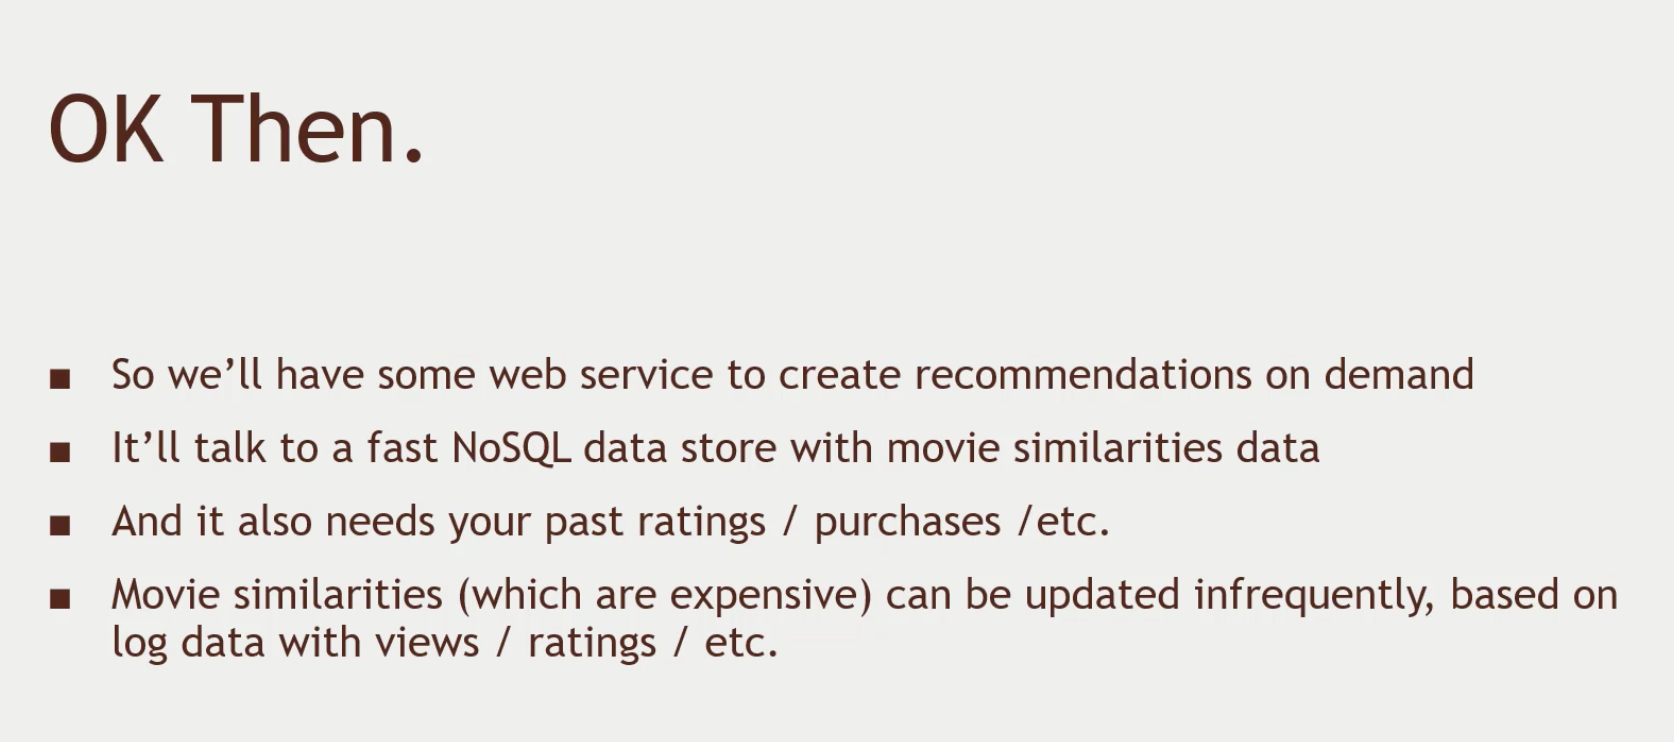 OK Then.
■ So we’ll have some web service to create recommendations on demand
■ It’ll talk to a fast NoSQL data store with movie similarities data
■ And it also needs your past ratings / purchases /etc.
■ Movie similarities (which are expensive) can be updated infrequently, based on
log data with views / ratings / etc.